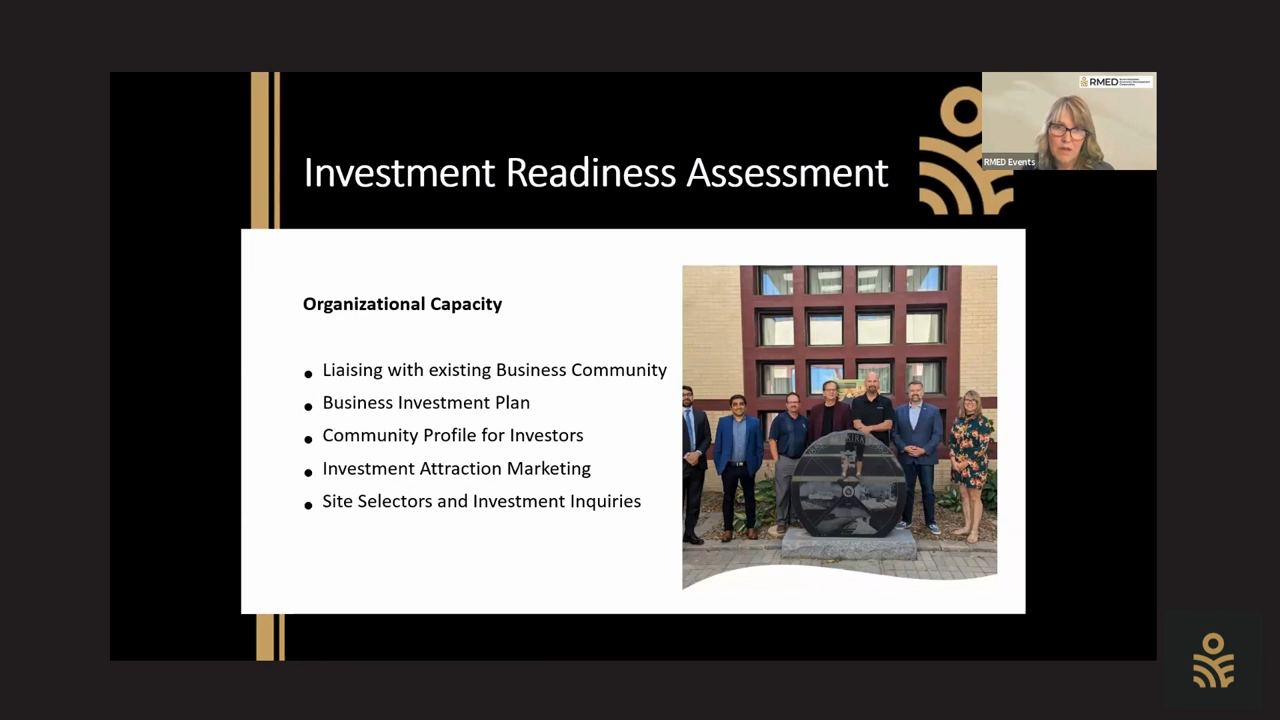 RMED
RMED Events
Investment Readiness Assessment
Organizational Capacity
Liaising with existing Business Community
Business Investment Plan
Community Profile for Investors
Investment Attraction Marketing
Site Selectors and Investment Inquiries